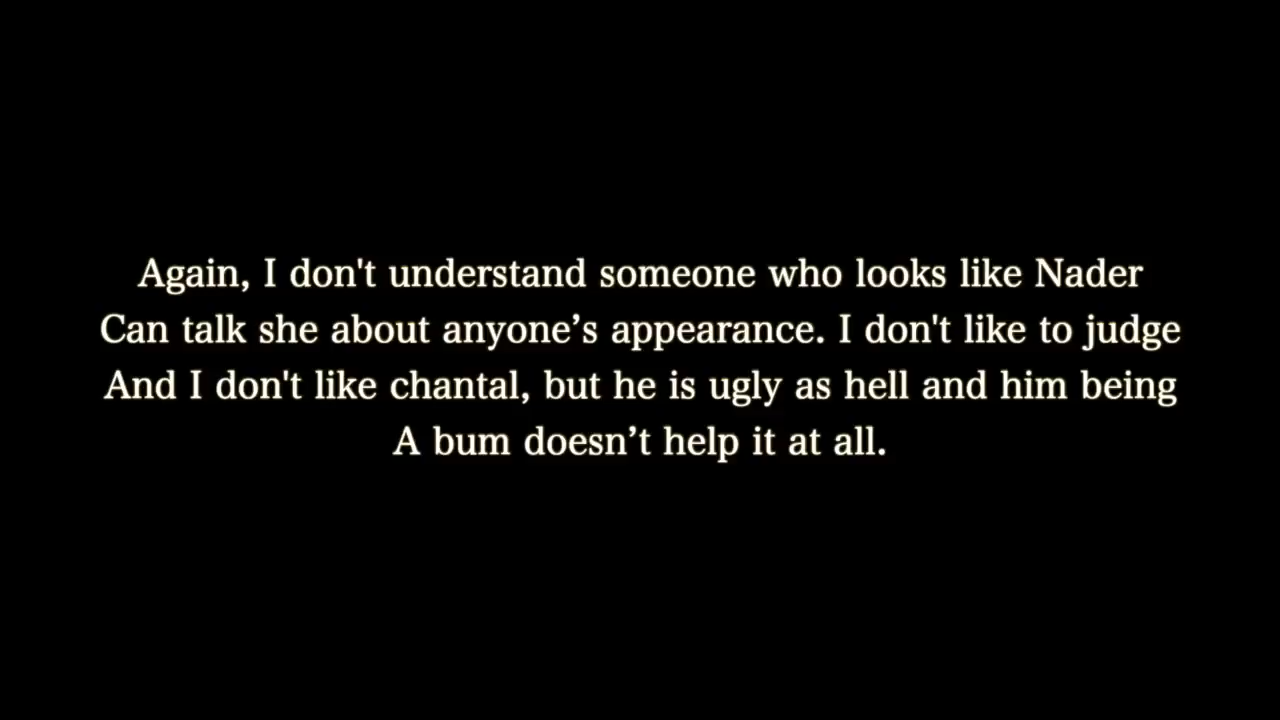 Again, I don't understand someone who looks like Nader
Can talk she about anyone’s appearance. I don't like to judge
And I don't like chantal, but he is ugly as hell and him being
A bum doesn’t help it at all.